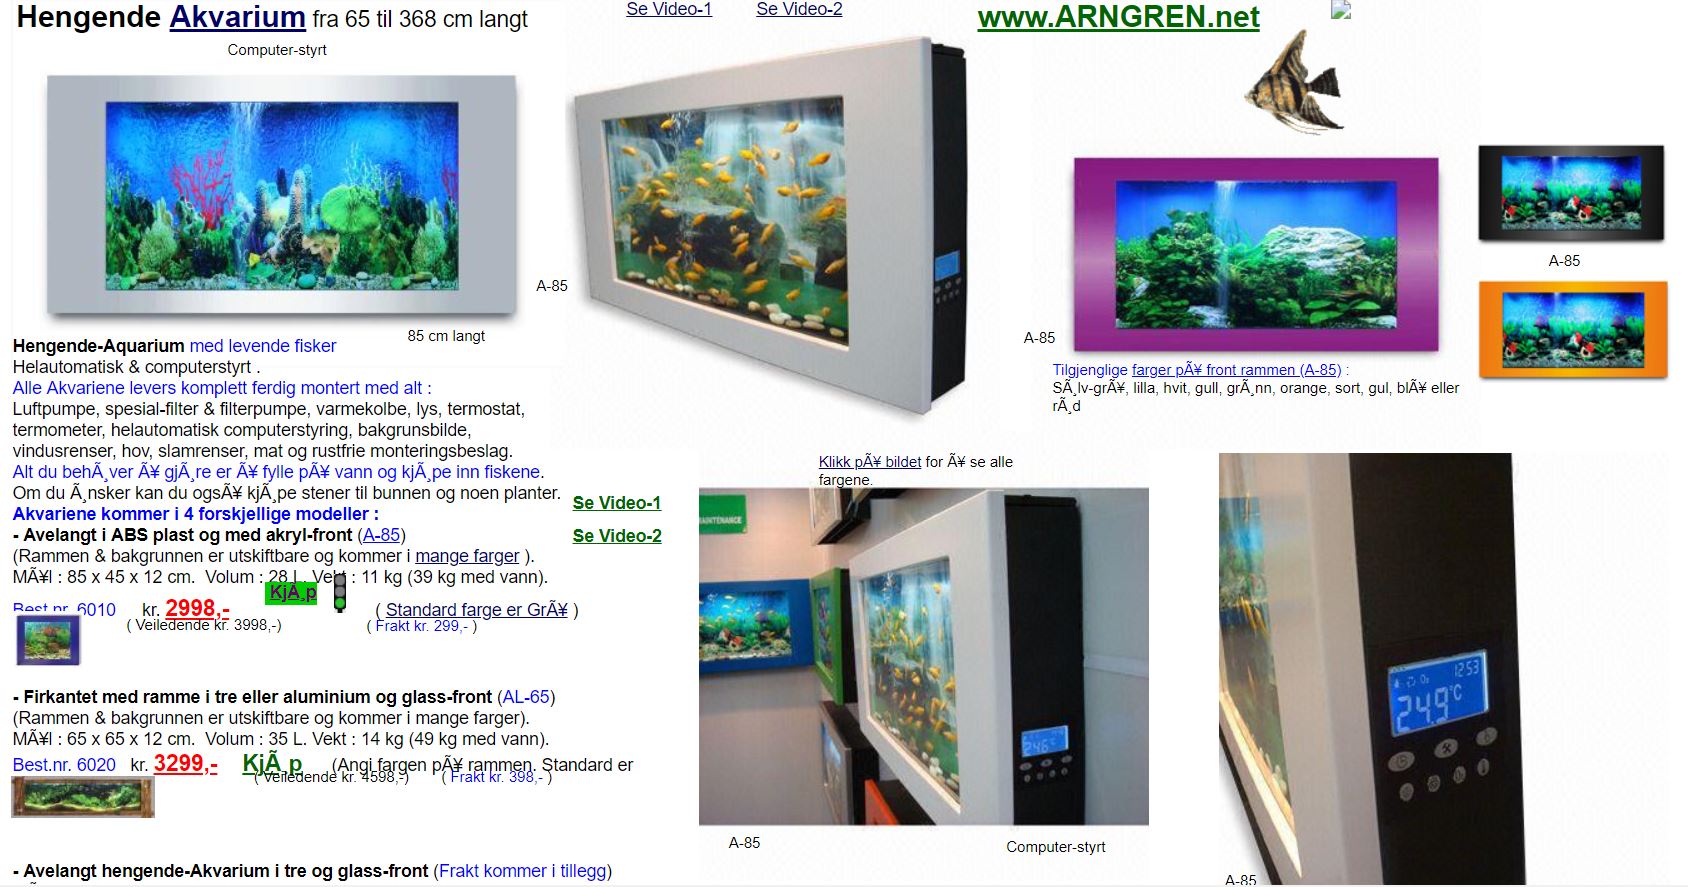 Hengende Akvarium fra 65 til 368 cm langt
Computer-styrt
See Video-1
Se Video-2
www.ARNGREN.net
A-85
85 cm langt
A-85
A-85
Hengende-Aquarium med levende fisker
Helautomatisk & computerstyrt .
Alle Akvariene levers komplett ferdig montert med alt :
Luftpumpe, spesial-filter & filterpumpe, varmekolbe, lys, termostat,
termometer, helautomatisk computerstyring, bakgrunsbilde,
vindusrenser, hov, slamrenser, mat og rustfrie monteringsbeslag.
Alt du behÃ¸ver Ã¥ gjÃ¸re er Ã¥ fylle pÃ¥ vann og kjÃ¸pe inn fiskene.
Om du Ã¸nsker kan du ogsÃ¥ kjÃ¸pe stener til bunnen og noen planter.
Akvariene kommer i 4 forskjellige modeller :
- Avelangt i ABS plast og med akryl-front (A-85)
(Rammen & bakgrunnen er utskiftbare og kommer i mange farger ).
MÃ¥l : 85 x 45 x 12 cm. Volum : 28 L. Vekt : 11 kg (39 kg med vann).
KjÃ¸p
Best.nr. 6010 kr. 2998,- ( Standard farge er GrÃ¥ )
( Veiledende kr. 3998,-) ( Frakt kr. 299,- )
- Firkantet med ramme i tre eller aluminium og glass-front (AL-65)
(Rammen & bakgrunnen er utskiftbare og kommer i mange farger).
MÃ¥l : 65 x 65 x 12 cm. Volum : 35 L. Vekt : 14 kg (49 kg med vann).
Best.nr. 6020 kr. 3299,- KjÃ¸p (Angi fargen pÃ¥ rammen. Standard er
( Veiledende kr. 4598,-) ( Frakt kr. 398,- )
- Avelangt hengende-Akvarium i tre og glass-front (Frakt kommer i tillegg)
Se Video-1
Se Video-2
Tilgjenglige farger pÃ¥ front rammen (A-85) :
SÃ¸lv-grÃ¥, lilla, hvit, gull, grÃ¸nn, orange, sort, gul, blÃ¥ eller
rÃ¸d
Klikk pÃ¥ bildet for Ã¥ se alle
fargene.
MAINTENANCE
246°C
A-85
Computer-styrt
12:53
24.9°C
A-85